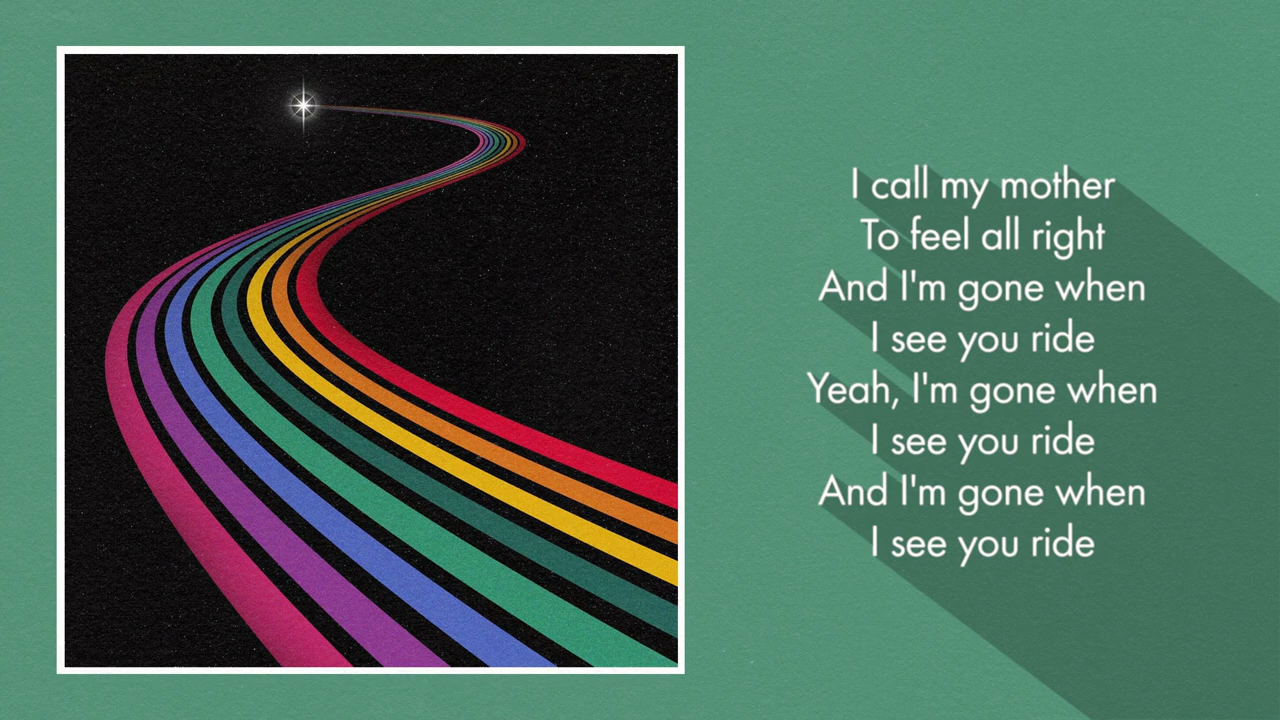 I call my mother
To feel all right
And I'm gone when
I see you ride
Yeah, I'm gone when
I see you ride
And I'm gone when
I see you ride